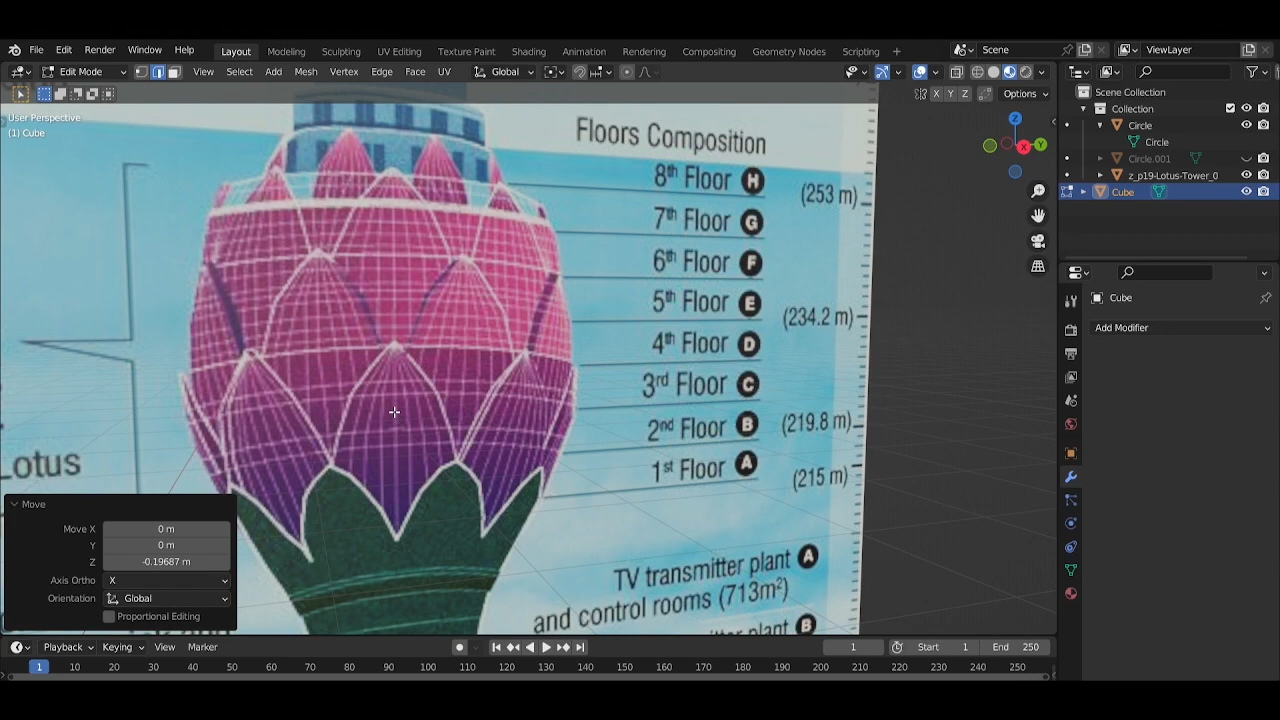 File Edit Render Window Help Layout Modeling Sculpting UV Editing Texture Paint Shading Animation Rendering Compositing Geometry Nodes Scripting + Scene ViewLayer
Edit Mode View Select Add Mesh Vertex Edge Face UV Global
X Y Z Options
User Perspective
(1) Cube
Scene Collection
Collection
Circle
Circle
Circle.001
z_p19-Lotus-Tower_0
Cube
Cube
Add Modifier
Floors Composition
8th Floor H (253 m)
7th Floor G
6th Floor F
5th Floor E (234.2 m)
4th Floor D
3rd Floor C
2nd Floor B (219.8 m)
1st Floor A (215 m)
Lotus
TV transmitter plant A
and control rooms (713m²)
plant B
Z
X
Y
Move
Move X 0 m
Y 0 m
Z -0.19687 m
Axis Ortho X
Orientation Global
Proportional Editing
Playback Keying View Marker 1 Start 1 End 250
1 10 20 30 40 50 60 70 80 90 100 110 120 130 140 150 160 170 180 190 200 210 220 230 240 250